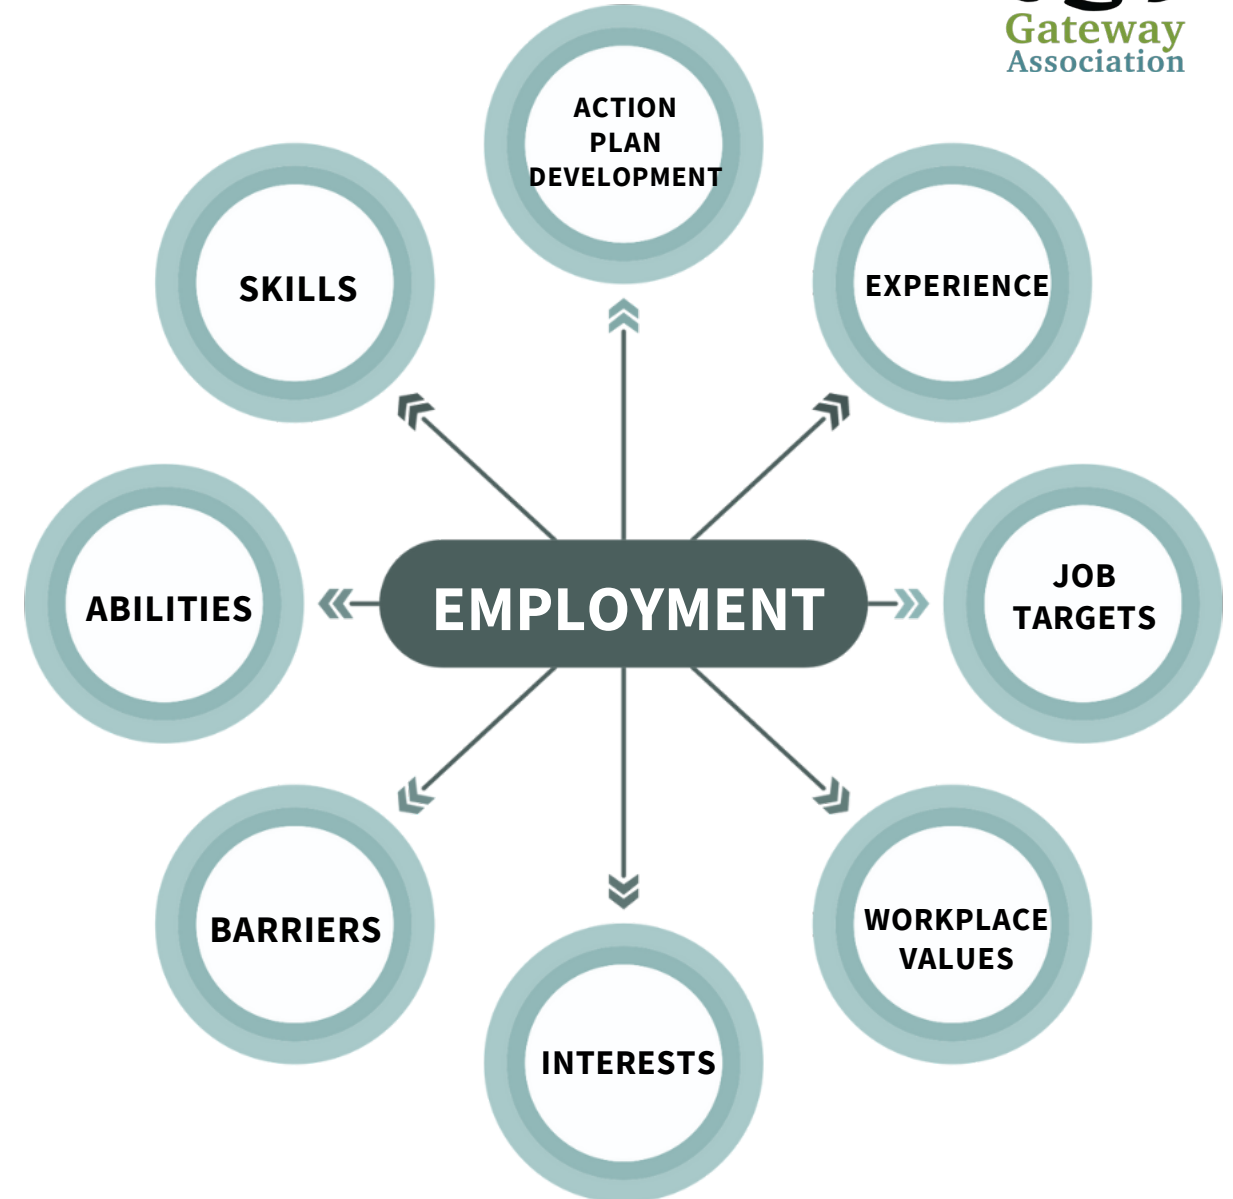 Gateway
Association
ACTION
PLAN
DEVELOPMENT
SKILLS
EXPERIENCE
JOB
TARGETS
ABILITIES
EMPLOYMENT
WORKPLACE
VALUES
BARRIERS
INTERESTS